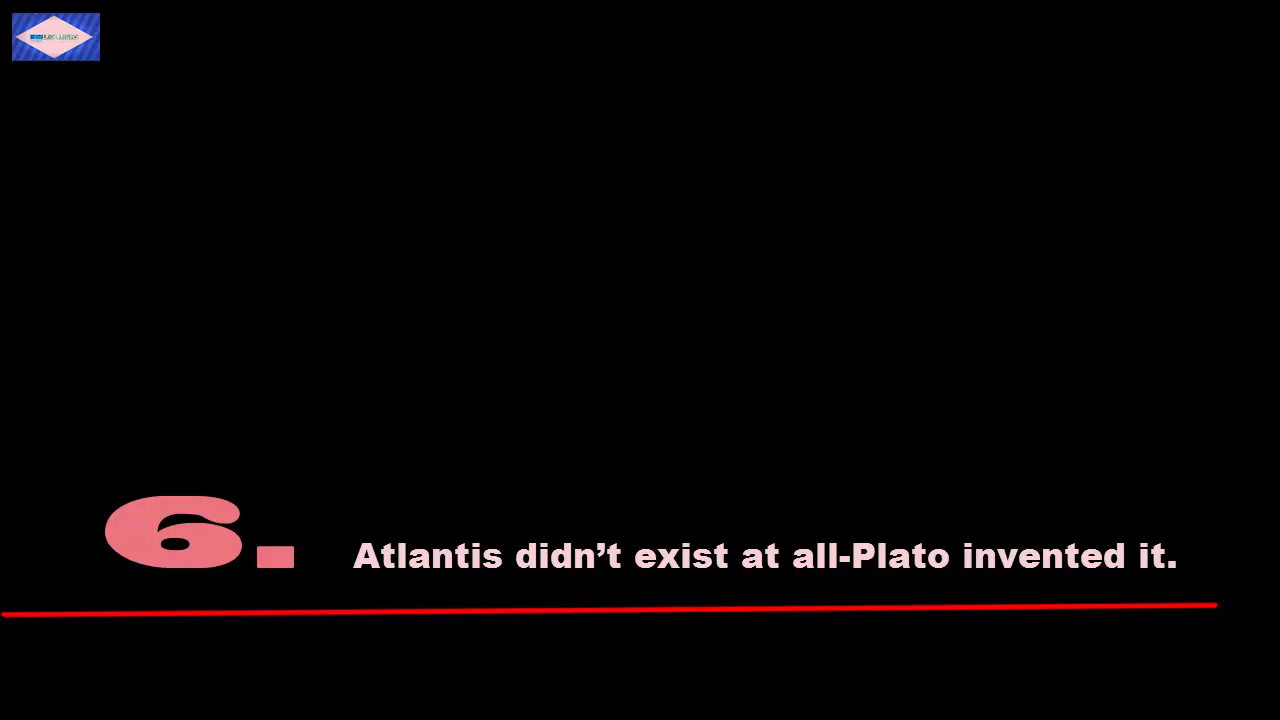 6. Atlantis didn’t exist at all-Plato invented it.